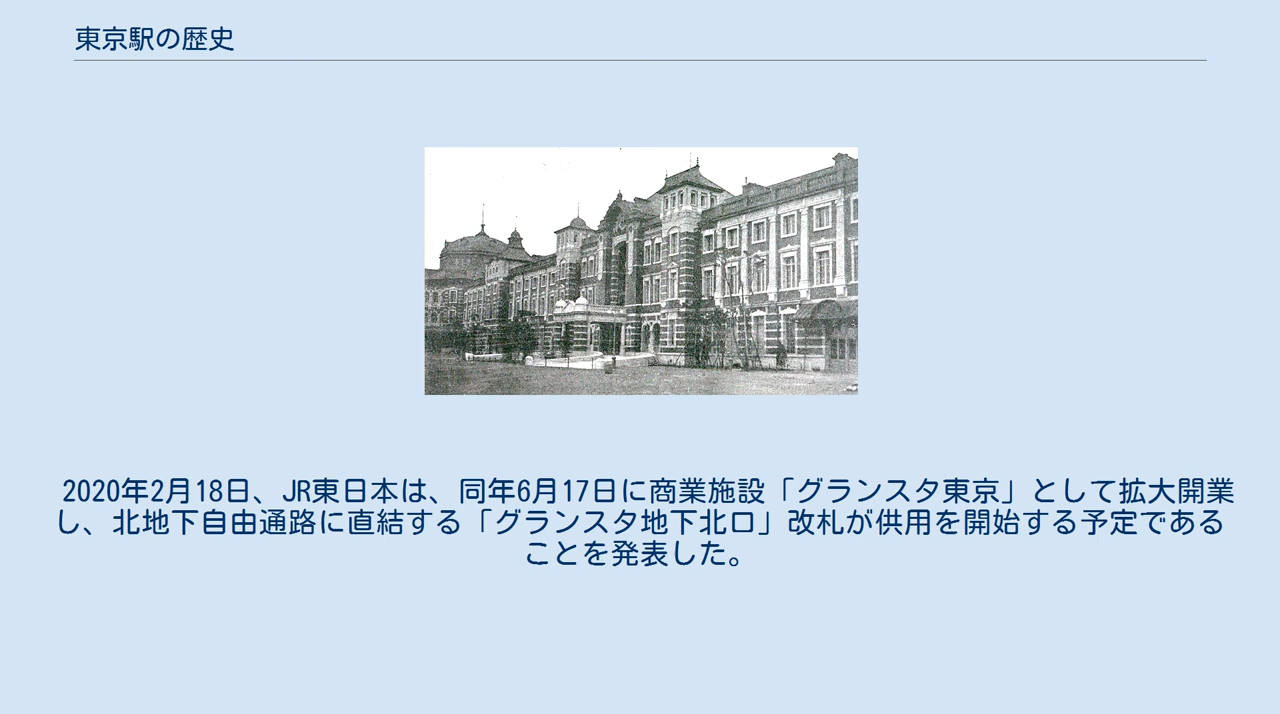 東京駅の歴史
2020年2月18日、JR東日本は、同年6月17日に商業施設「グランスタ東京」として拡大開業
し、北地下自由通路に直結する「グランスタ地下北口」改札が供用を開始する予定である
ことを発表した。